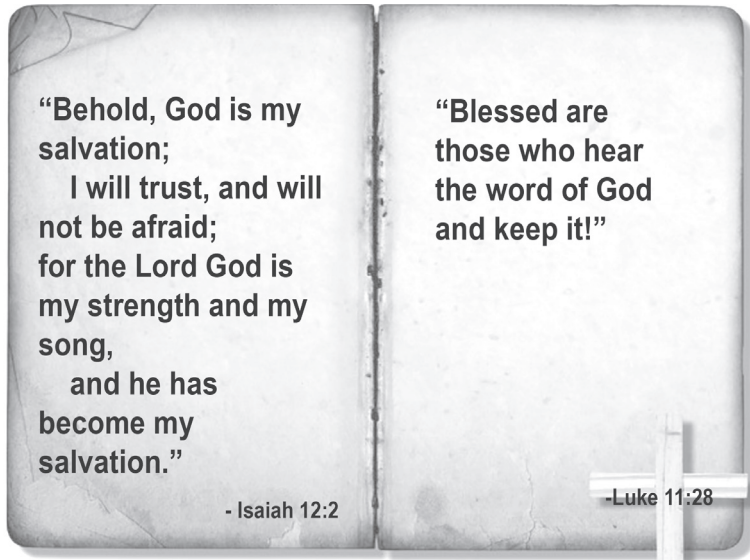 “Behold, God is my
salvation;
I will trust, and will
not be afraid;
for the Lord God is
my strength and my
song,
and he has
become my
salvation.”
- Isaiah 12:2
“Blessed are
those who hear
the word of God
and keep it!”
-Luke 11:28